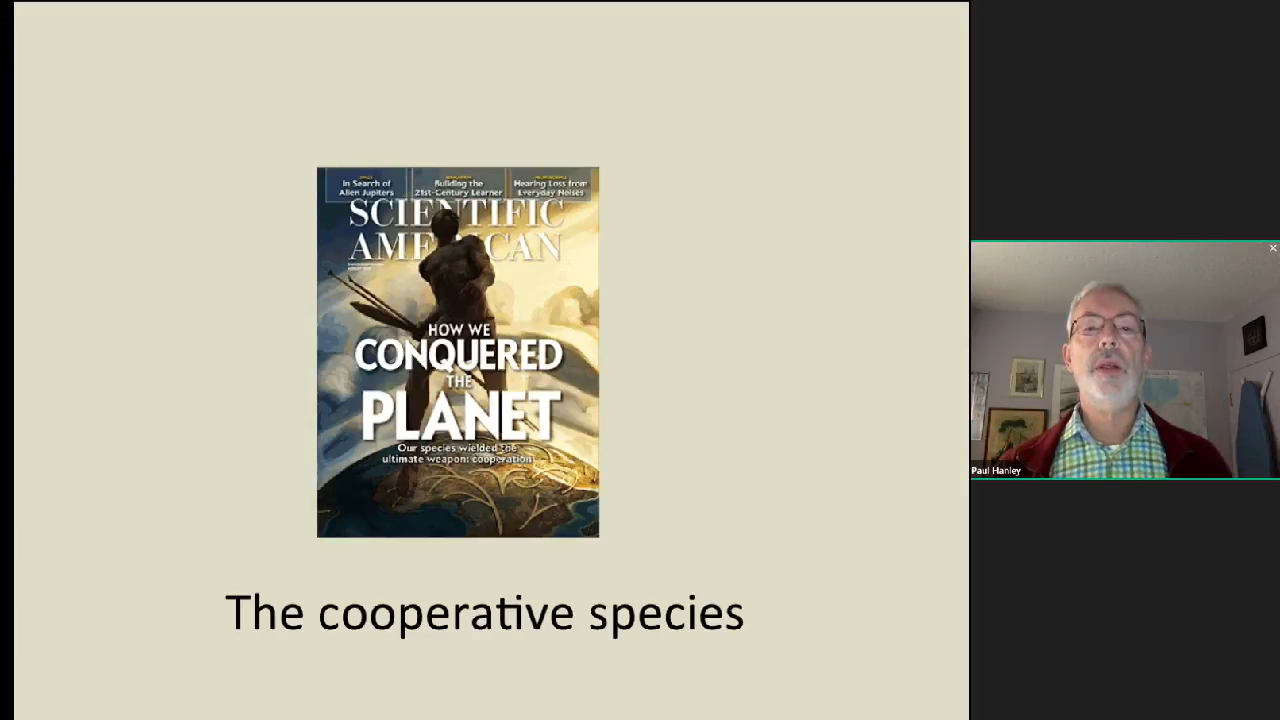 In Search of
Alien Jupiters
Building the
21st-Century Learner
Hearing Loss from
Everyday Noises
SCIENTIFIC
AMERICAN
HOW WE
CONQUERED
THE
PLANET
Our species wielded the
ultimate weapon: cooperation
The cooperative species
Paul Hanley